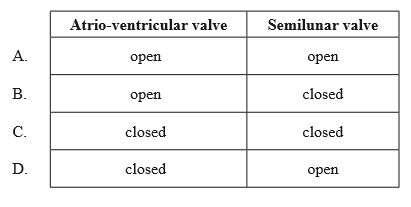 Atrio-ventricular valve Semilunar valve
A. open open
B. open closed
C. closed closed
D. closed open